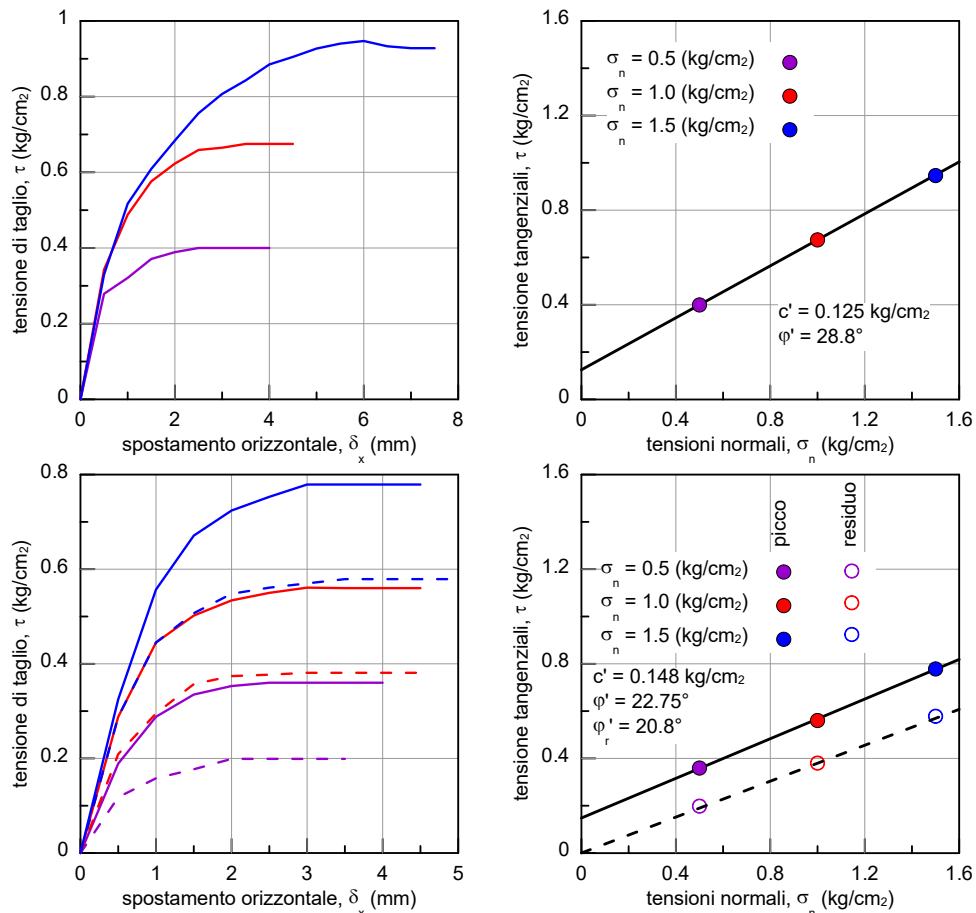 1
0.8
0.6
0.4
0.2
0
tensione di taglio, τ (kg/cm2)
0 2 4 6 8
spostamento orizzontale, δx (mm)
1.6
1.2
0.8
0.4
0
tensione tangenziali, τ (kg/cm2)
σn = 0.5 (kg/cm2)
σn = 1.0 (kg/cm2)
σn = 1.5 (kg/cm2)
c' = 0.125 kg/cm2
φ' = 28.8°
0 0.4 0.8 1.2 1.6
tensioni normali, σn (kg/cm2)
0.8
0.6
0.4
0.2
0
tensione di taglio, τ (kg/cm2)
0 1 2 3 4 5
spostamento orizzontale, δx (mm)
1.6
1.2
0.8
0.4
0
tensione tangenziali, τ (kg/cm2)
picco
residuo
σn = 0.5 (kg/cm2)
σn = 1.0 (kg/cm2)
σn = 1.5 (kg/cm2)
c' = 0.148 kg/cm2
φ' = 22.75°
φr' = 20.8°
0 0.4 0.8 1.2 1.6
tensioni normali, σn (kg/cm2)